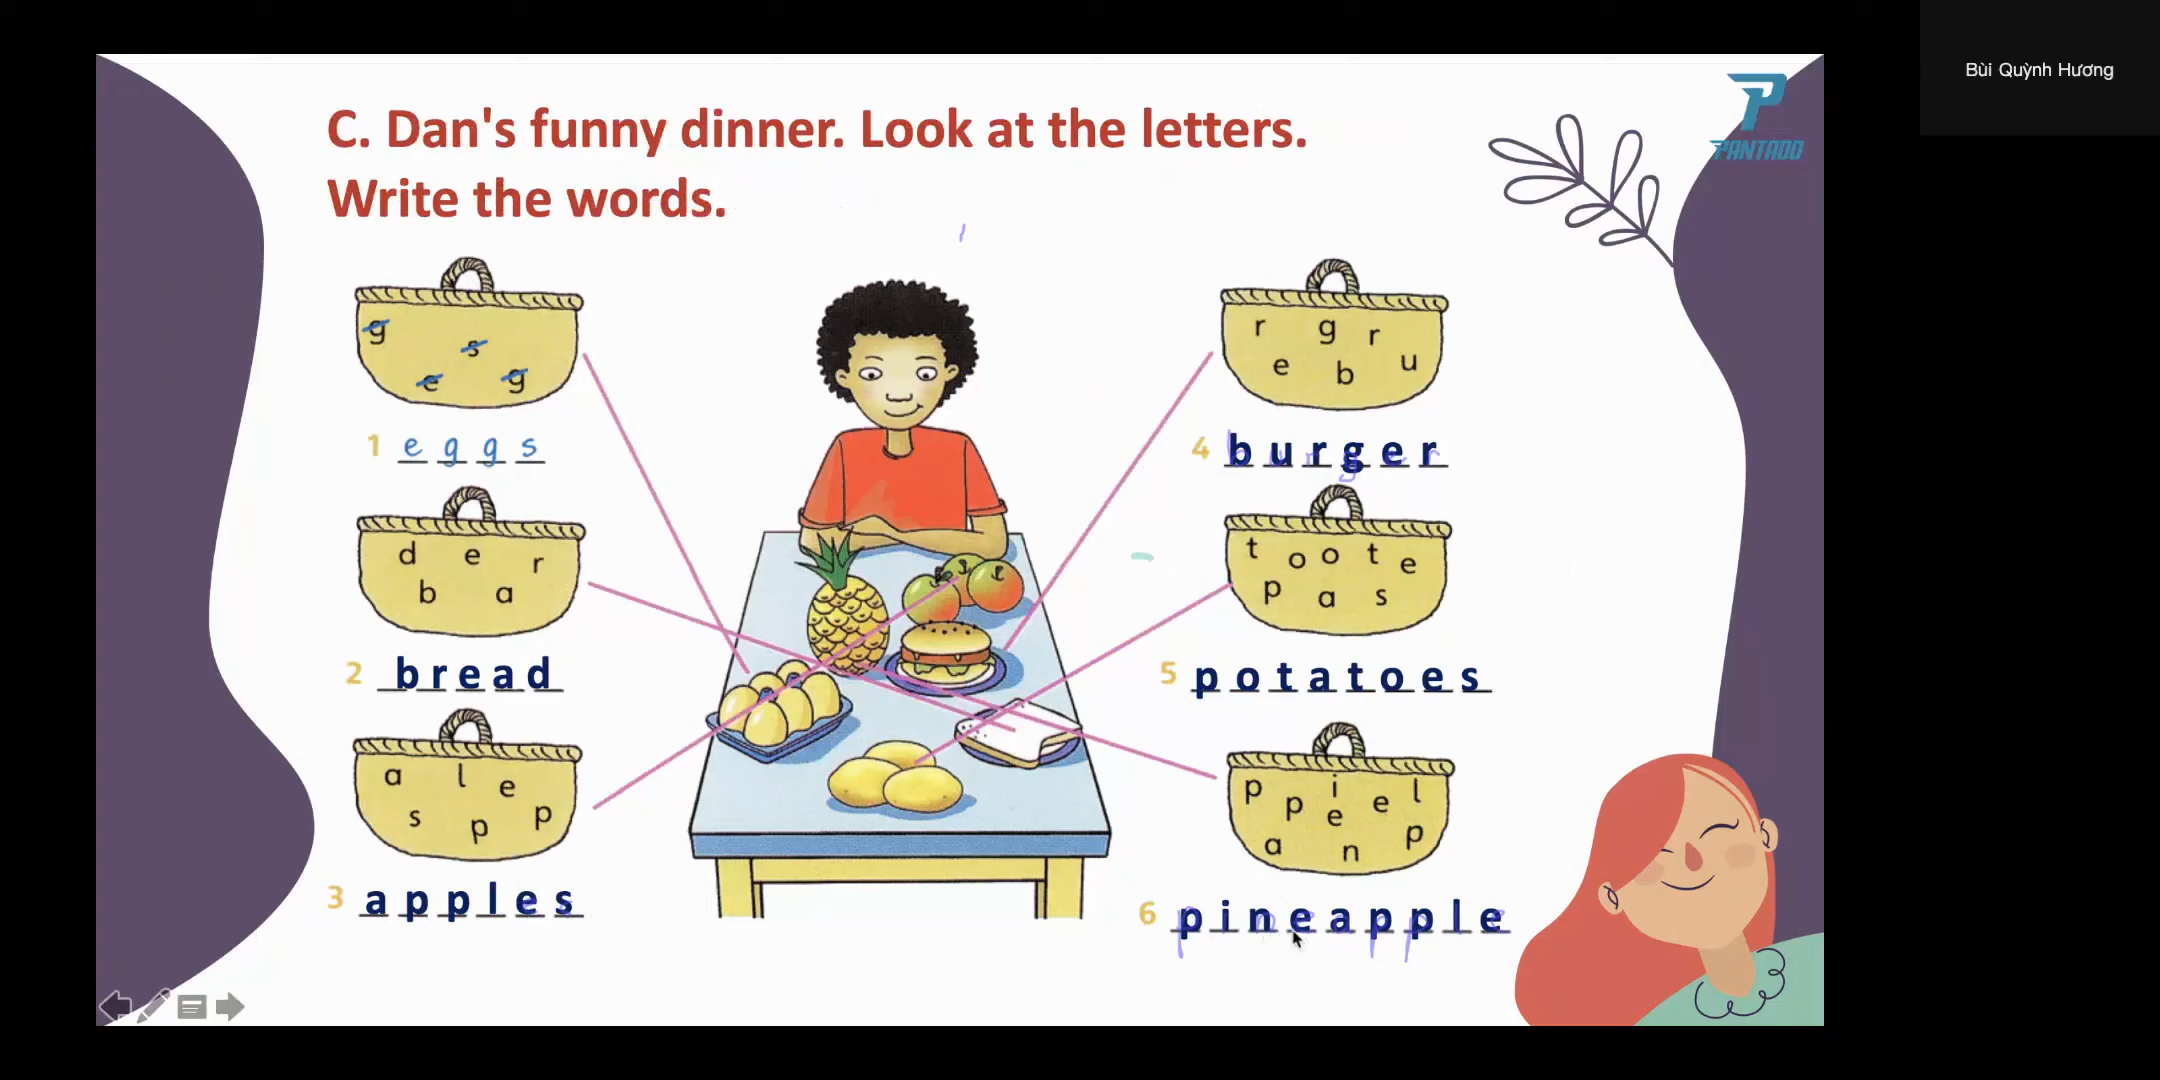 Bùi Quỳnh Hương
PANTADO
C. Dan's funny dinner. Look at the letters.
Write the words.
g s e g
1 e g g s
d e r b a
2 b r e a d
a l e s p p
3 a p p l e s
r g r e b u
4 b u r g e r
t o o t e p a s
5 p o t a t o e s
p p i e e l a n p
6 p i n e a p p l e